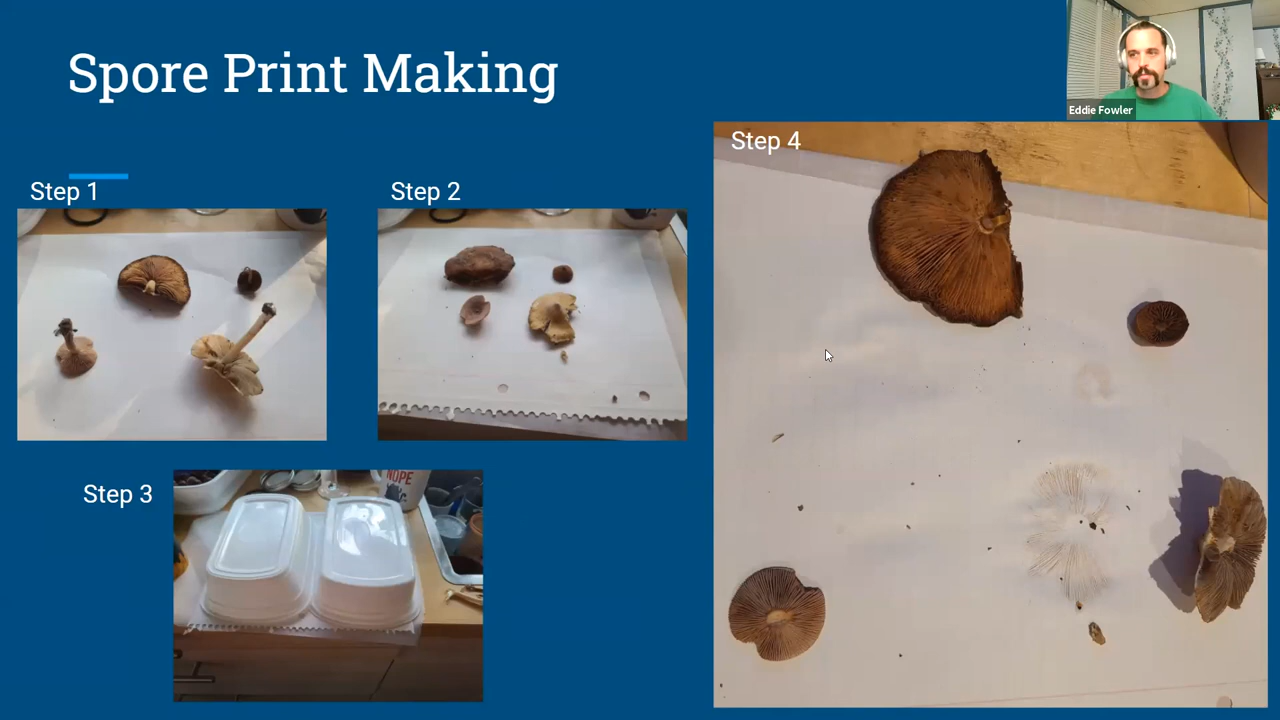 Spore Print Making
Eddie Fowler
Step 1
Step 2
Step 4
Step 3
NOPE